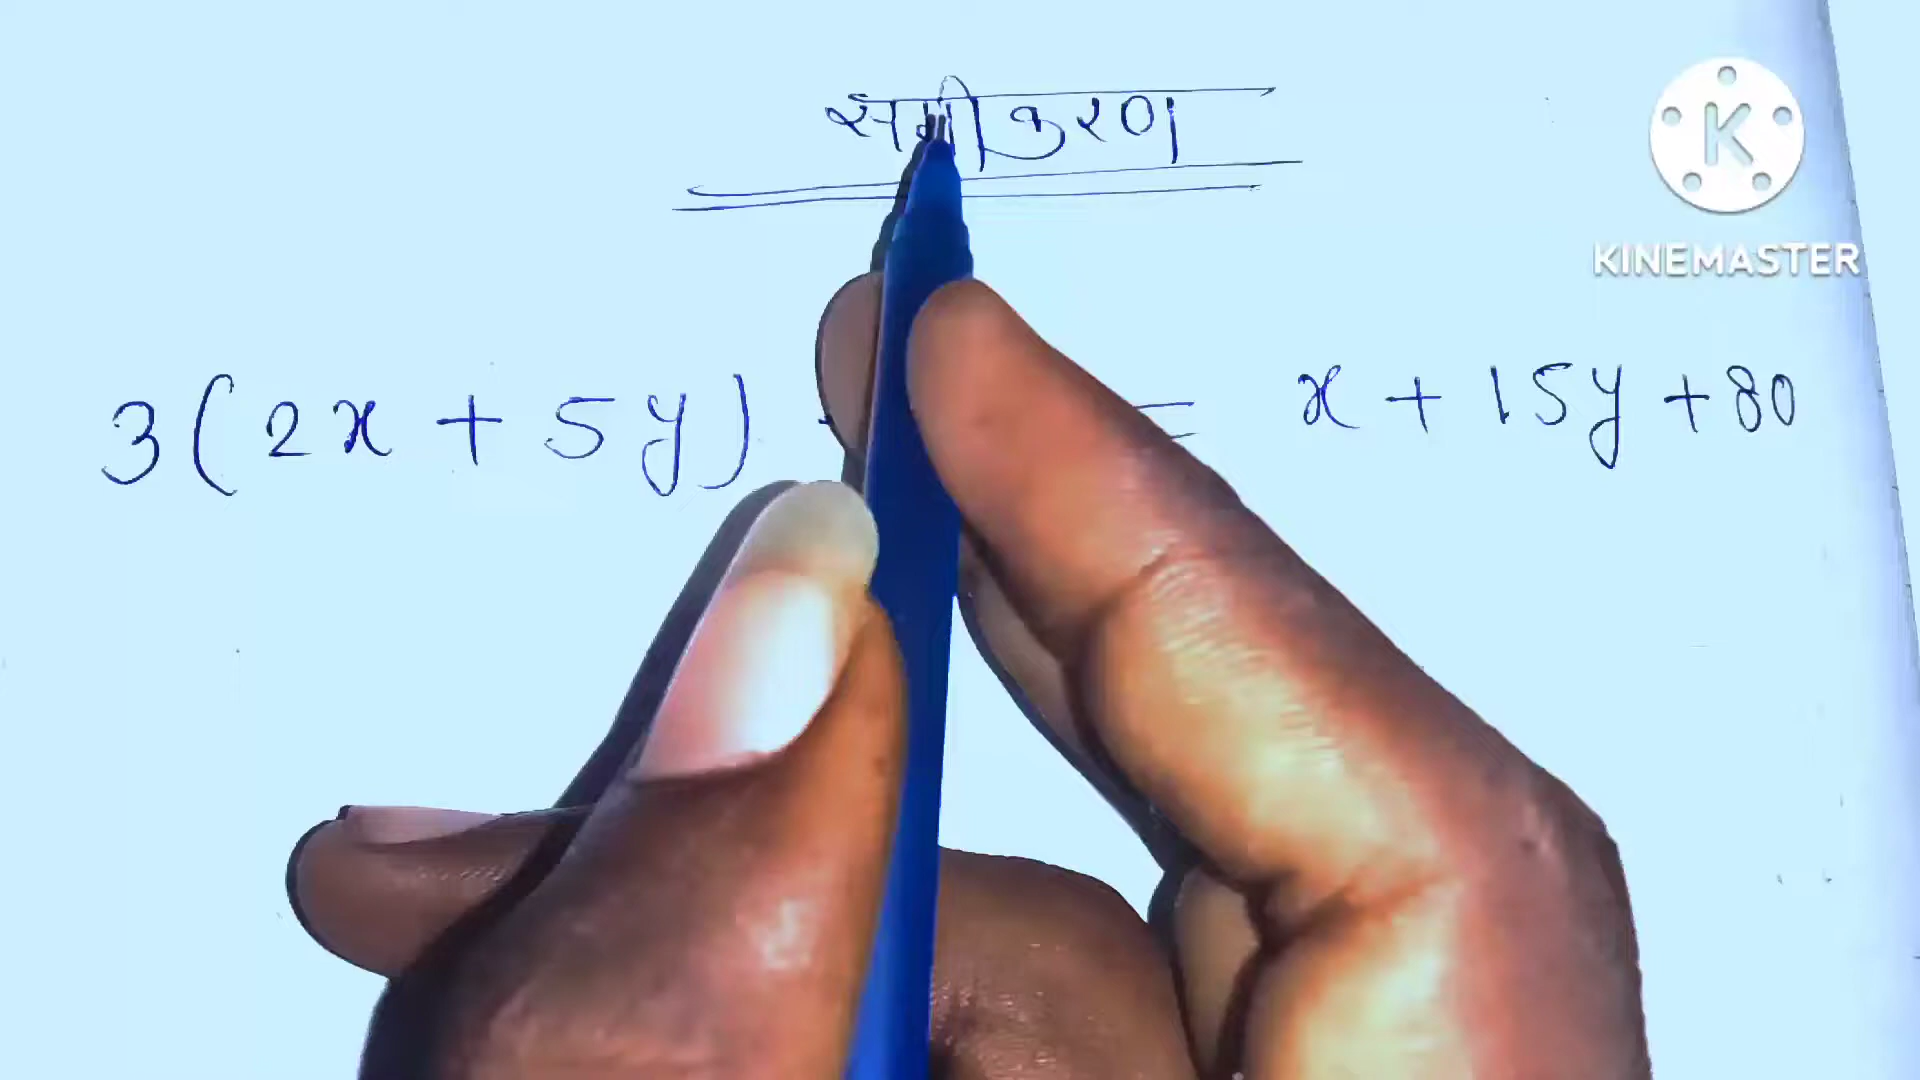 समीकरण
K
KINEMASTER
3(2x + 5y) = x + 15y + 80